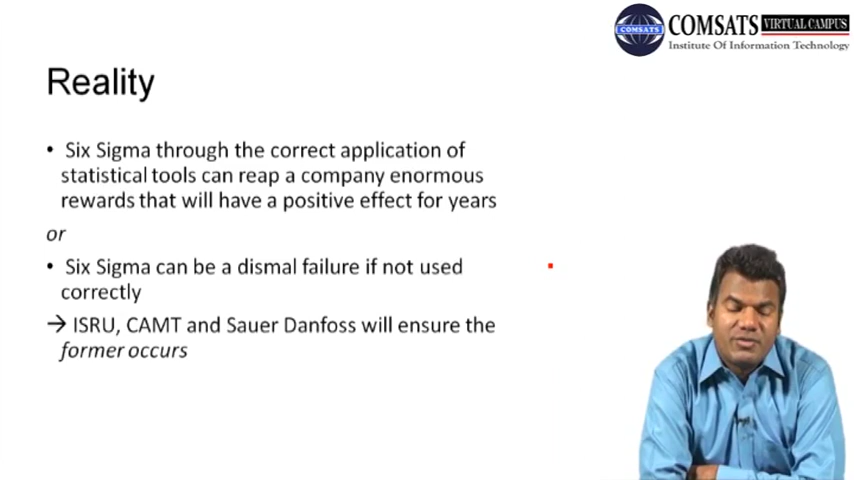 COMSATS
COMSATS VIRTUAL CAMPUS
Institute Of Information Technology
Reality
• Six Sigma through the correct application of
statistical tools can reap a company enormous
rewards that will have a positive effect for years
or
• Six Sigma can be a dismal failure if not used
correctly
→ ISRU, CAMT and Sauer Danfoss will ensure the
former occurs